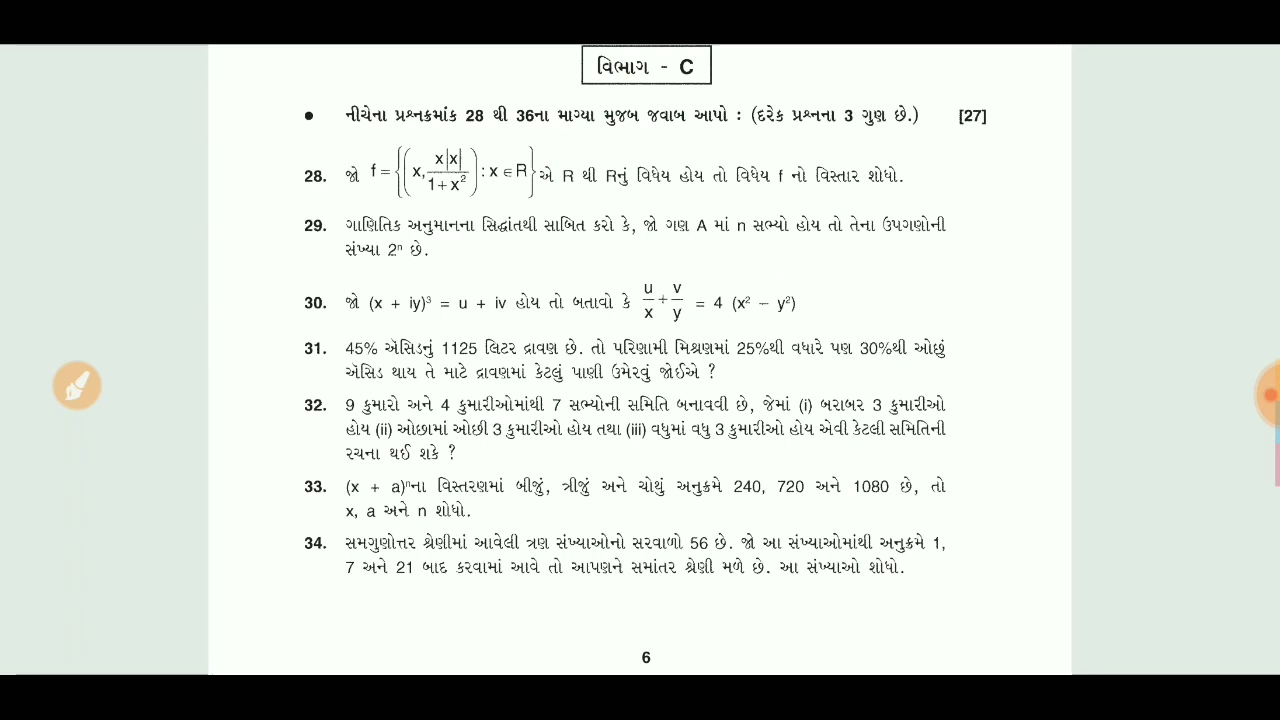 વિભાગ - C
• નીચેના પ્રશ્નક્રમાંક 28 થી 36ના માગ્યા મુજબ જવાબ આપો : (દરેક પ્રશ્નના 3 ગુણ છે.) [27]
28. જો f = {(x, x|x| / 1 + x²) : x ∈ R} એ R થી Rનું વિધેય હોય તો વિધેય f નો વિસ્તાર શોધો.
29. ગાણિતિક અનુમાનના સિદ્ધાંતથી સાબિત કરો કે, જો ગણ A માં n સભ્યો હોય તો તેના ઉપગણોની
સંખ્યા 2ⁿ છે.
30. જો (x + iy)³ = u + iv હોય તો બતાવો કે u/x + v/y = 4 (x² – y²)
31. 45% ઍસિડનું 1125 લિટર દ્રાવણ છે. તો પરિણામી મિશ્રણમાં 25%થી વધારે પણ 30%થી ઓછું
ઍસિડ થાય તે માટે દ્રાવણમાં કેટલું પાણી ઉમેરવું જોઈએ ?
32. 9 કુમારો અને 4 કુમારીઓમાંથી 7 સભ્યોની સમિતિ બનાવવી છે, જેમાં (i) બરાબર 3 કુમારીઓ
હોય (ii) ઓછામાં ઓછી 3 કુમારીઓ હોય તથા (iii) વધુમાં વધુ 3 કુમારીઓ હોય એવી કેટલી સમિતિની
રચના થઈ શકે ?
33. (x + a)ⁿના વિસ્તરણમાં બીજું, ત્રીજું અને ચોથું અનુક્રમે 240, 720 અને 1080 છે, તો
x, a અને n શોધો.
34. સમગુણોત્તર શ્રેણીમાં આવેલી ત્રણ સંખ્યાઓનો સરવાળો 56 છે. જો આ સંખ્યાઓમાંથી અનુક્રમે 1,
7 અને 21 બાદ કરવામાં આવે તો આપણને સમાંતર શ્રેણી મળે છે. આ સંખ્યાઓ શોધો.
6